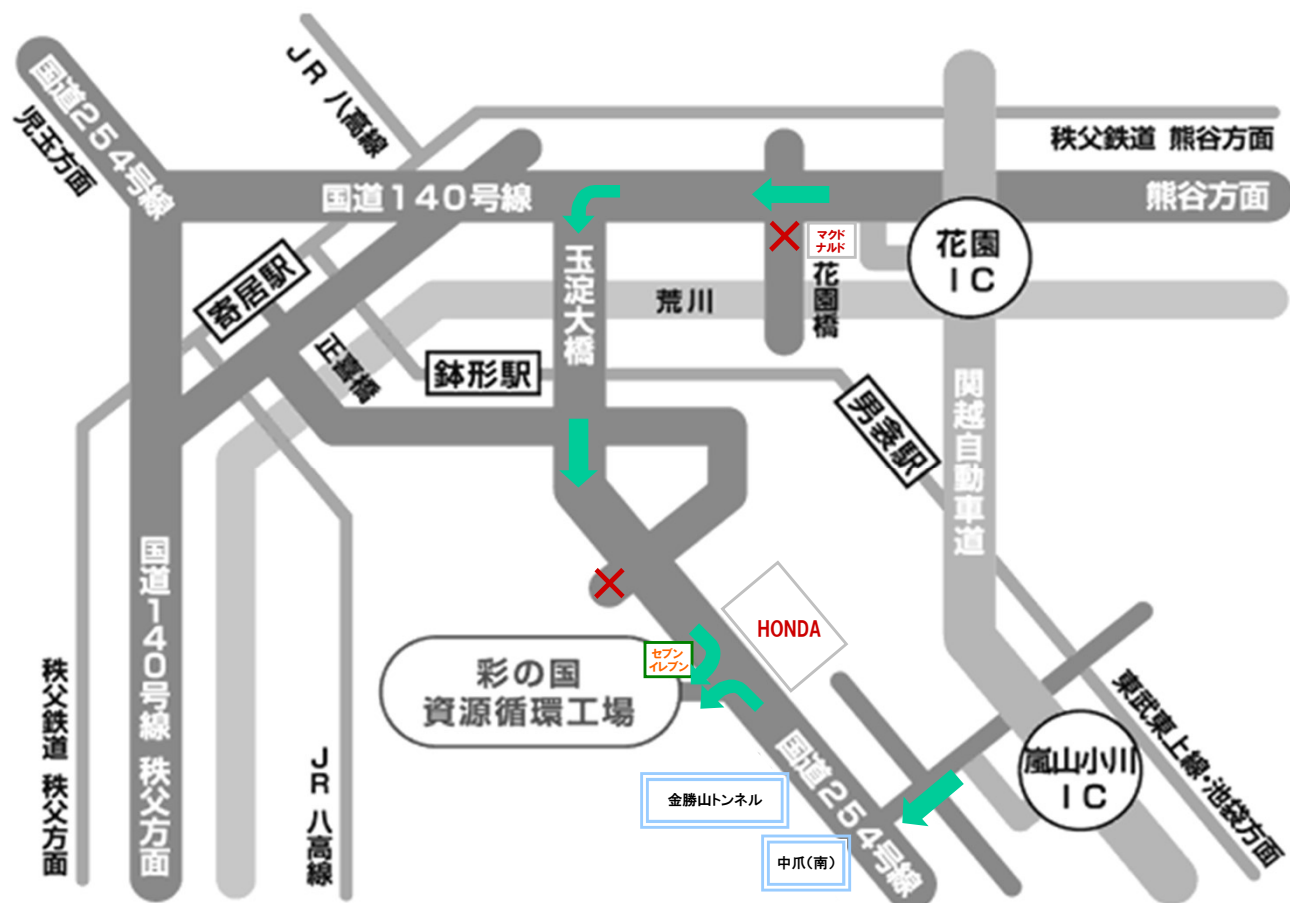 国道254号線
児玉方面
JR 八高線
秩父鉄道 熊谷方面
国道140号線
熊谷方面
マクド
ナルド
花園
IC
花園橋
玉淀大橋
荒川
寄居駅
正喜橋
鉢形駅
男衾駅
関越自動車道
国道140号線 秩父方面
HONDA
セブン
イレブン
彩の国
資源循環工場
秩父鉄道 秩父方面
JR 八高線
国道254号線
金勝山トンネル
中爪(南)
嵐山小川
IC
東武東上線・池袋方面